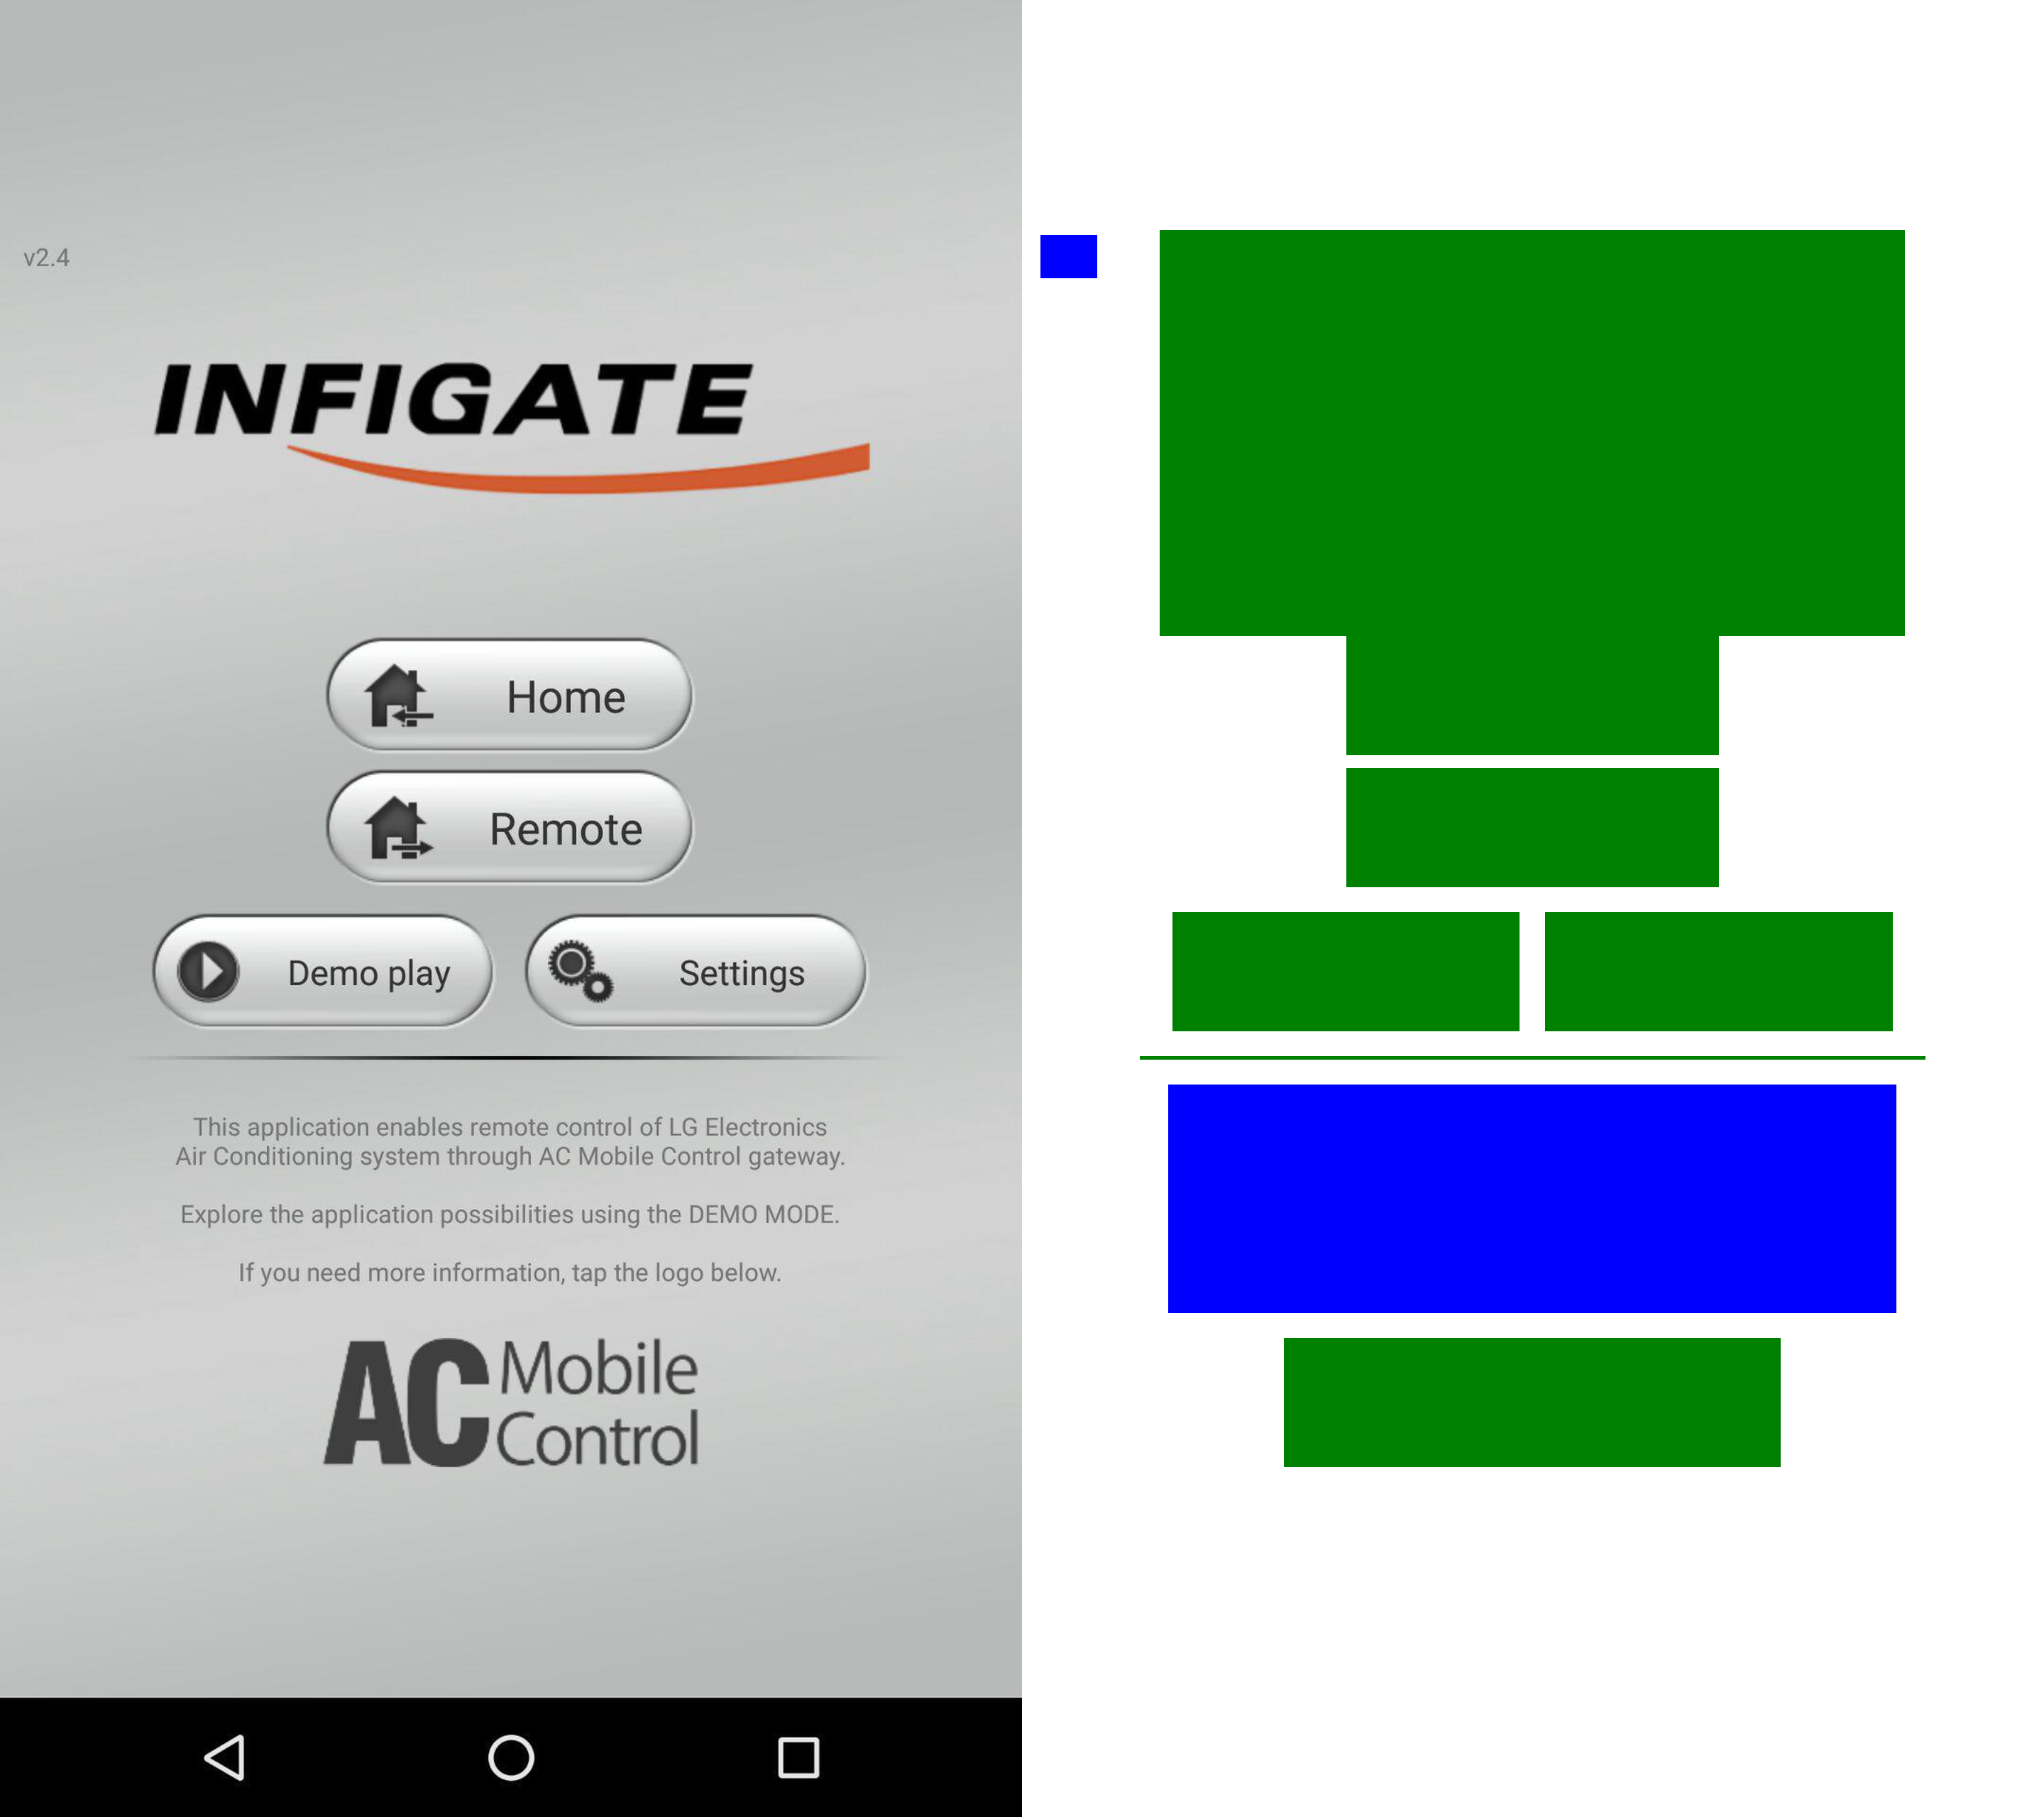 v2.4
INFIGATE
Home
Remote
Demo play
Settings
This application enables remote control of LG Electronics
Air Conditioning system through AC Mobile Control gateway.
Explore the application possibilities using the DEMO MODE.
If you need more information, tap the logo below.
AC Mobile
Control